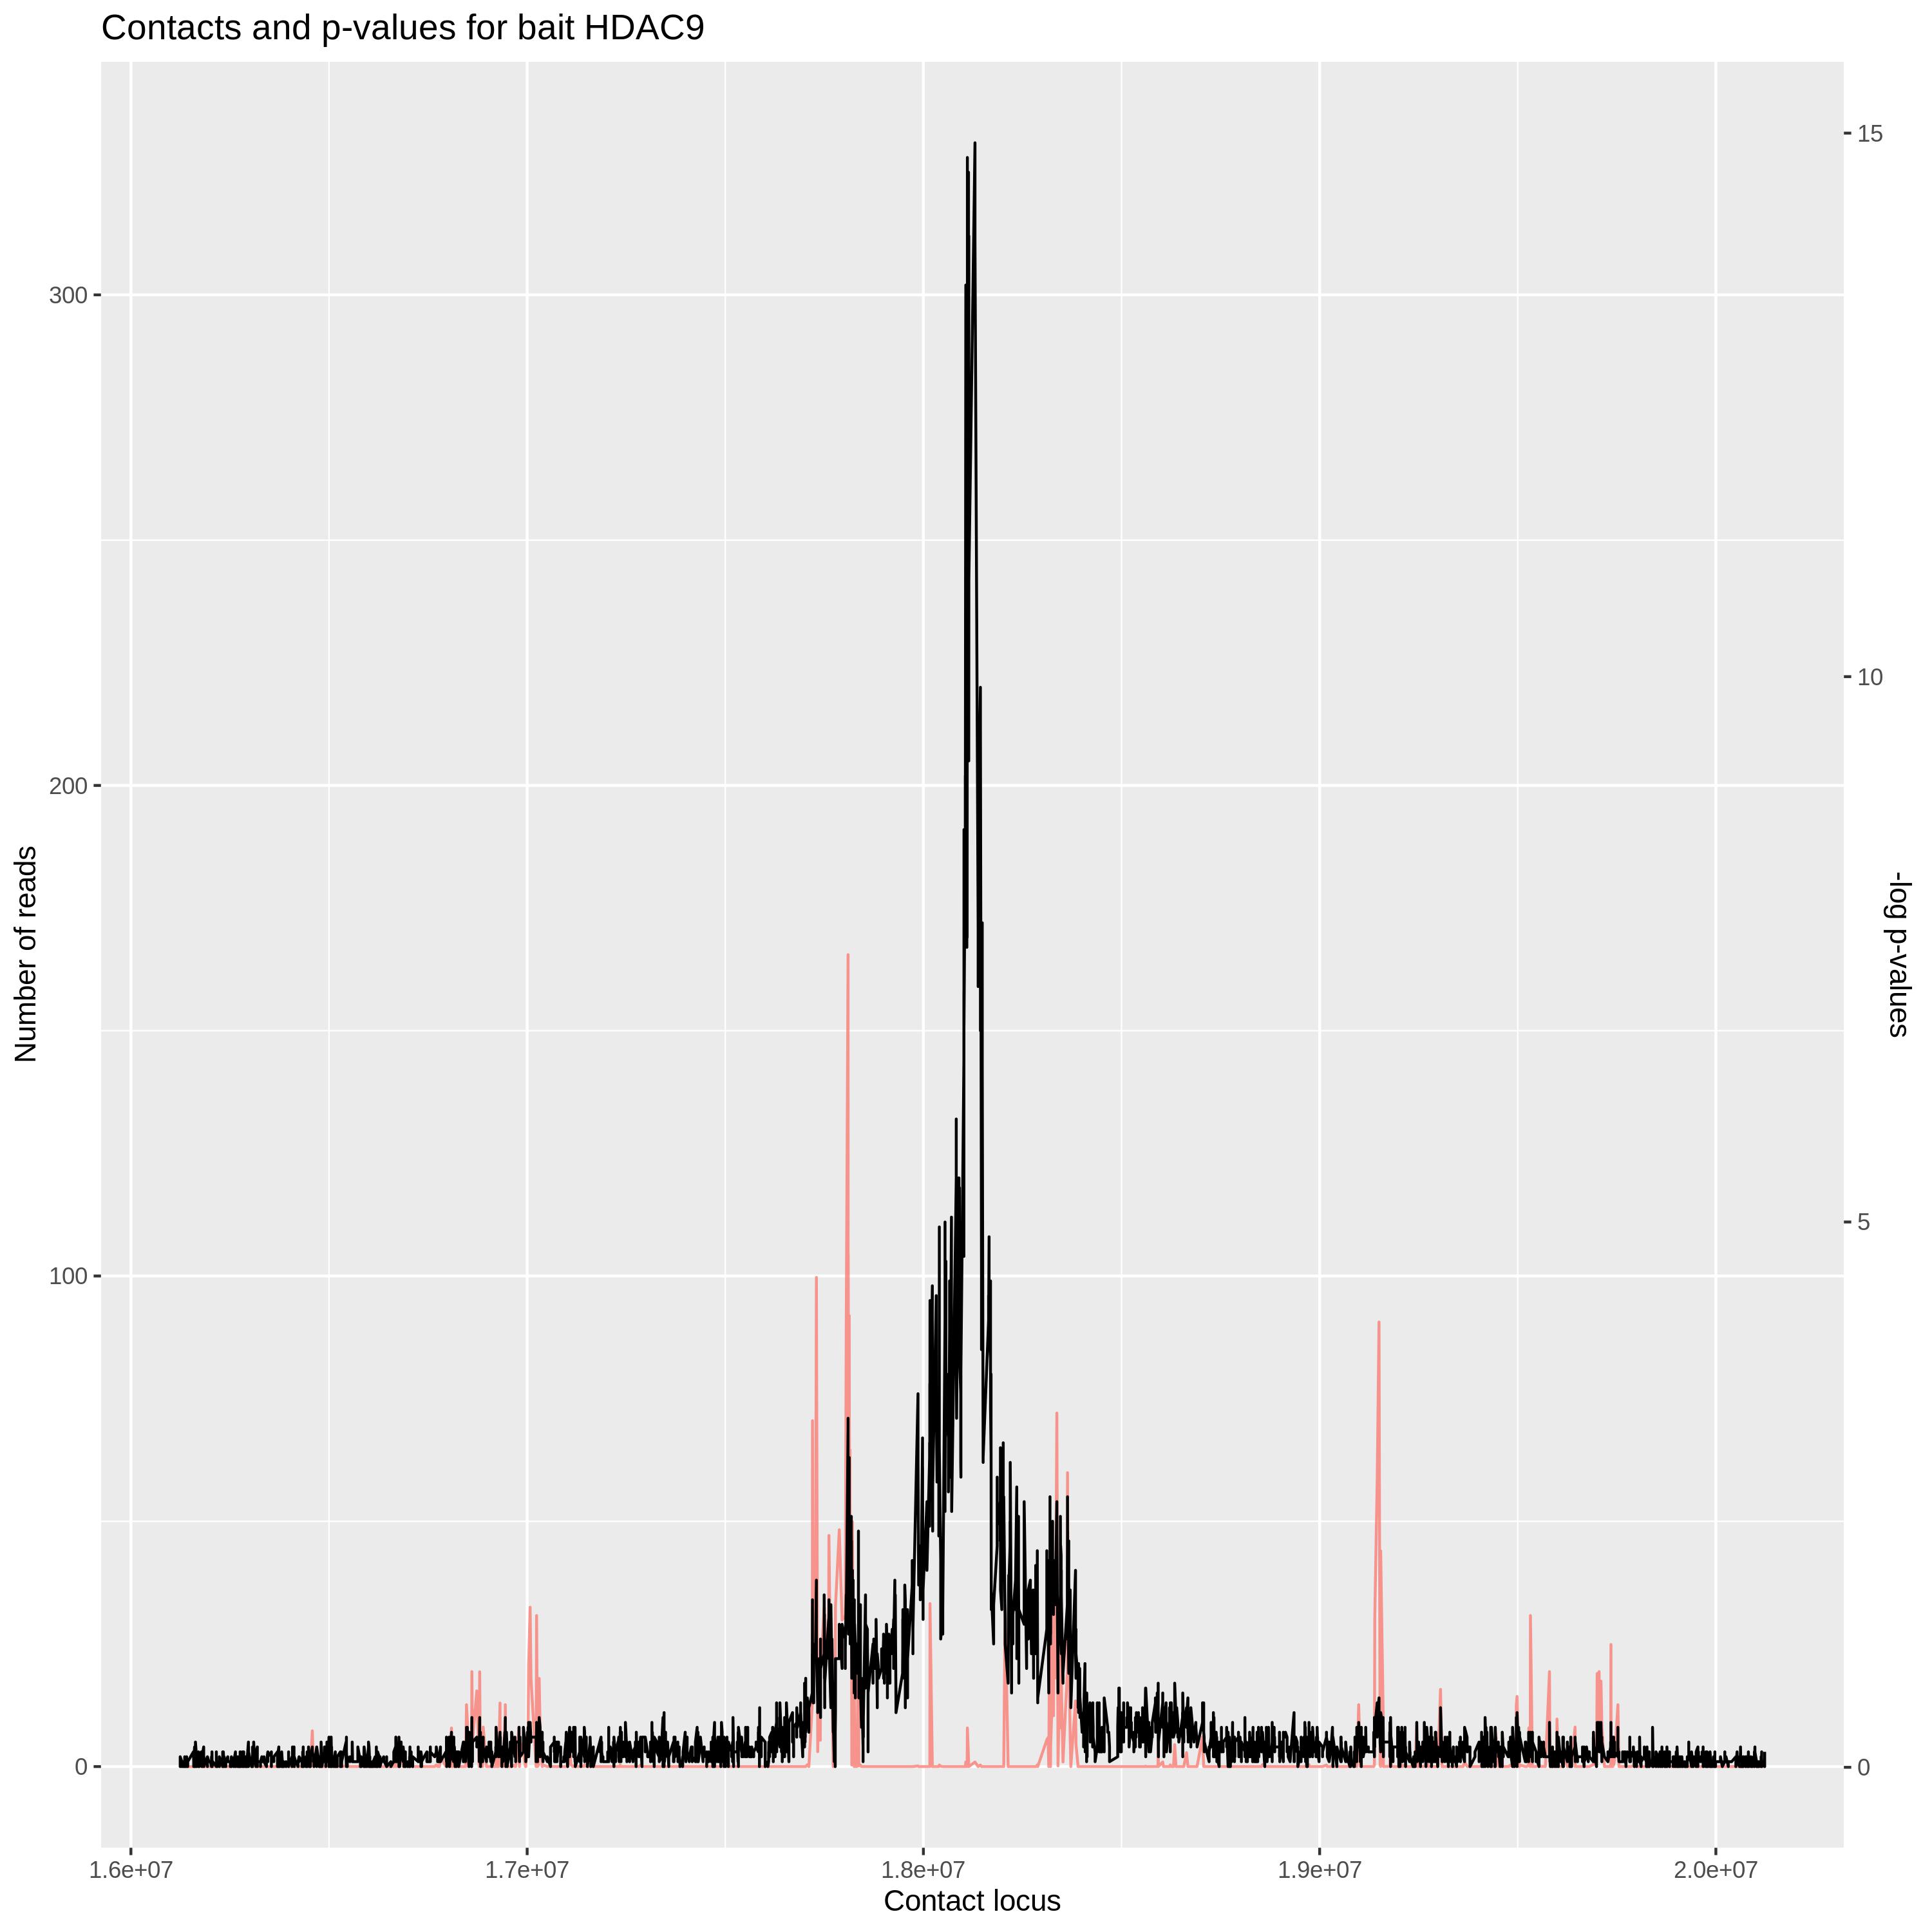 Contacts and p-values for bait HDAC9
15
300
10
200
Number of reads
-log p-values
5
100
0
0
1.6e+07
1.7e+07
1.8e+07
1.9e+07
2.0e+07
Contact locus